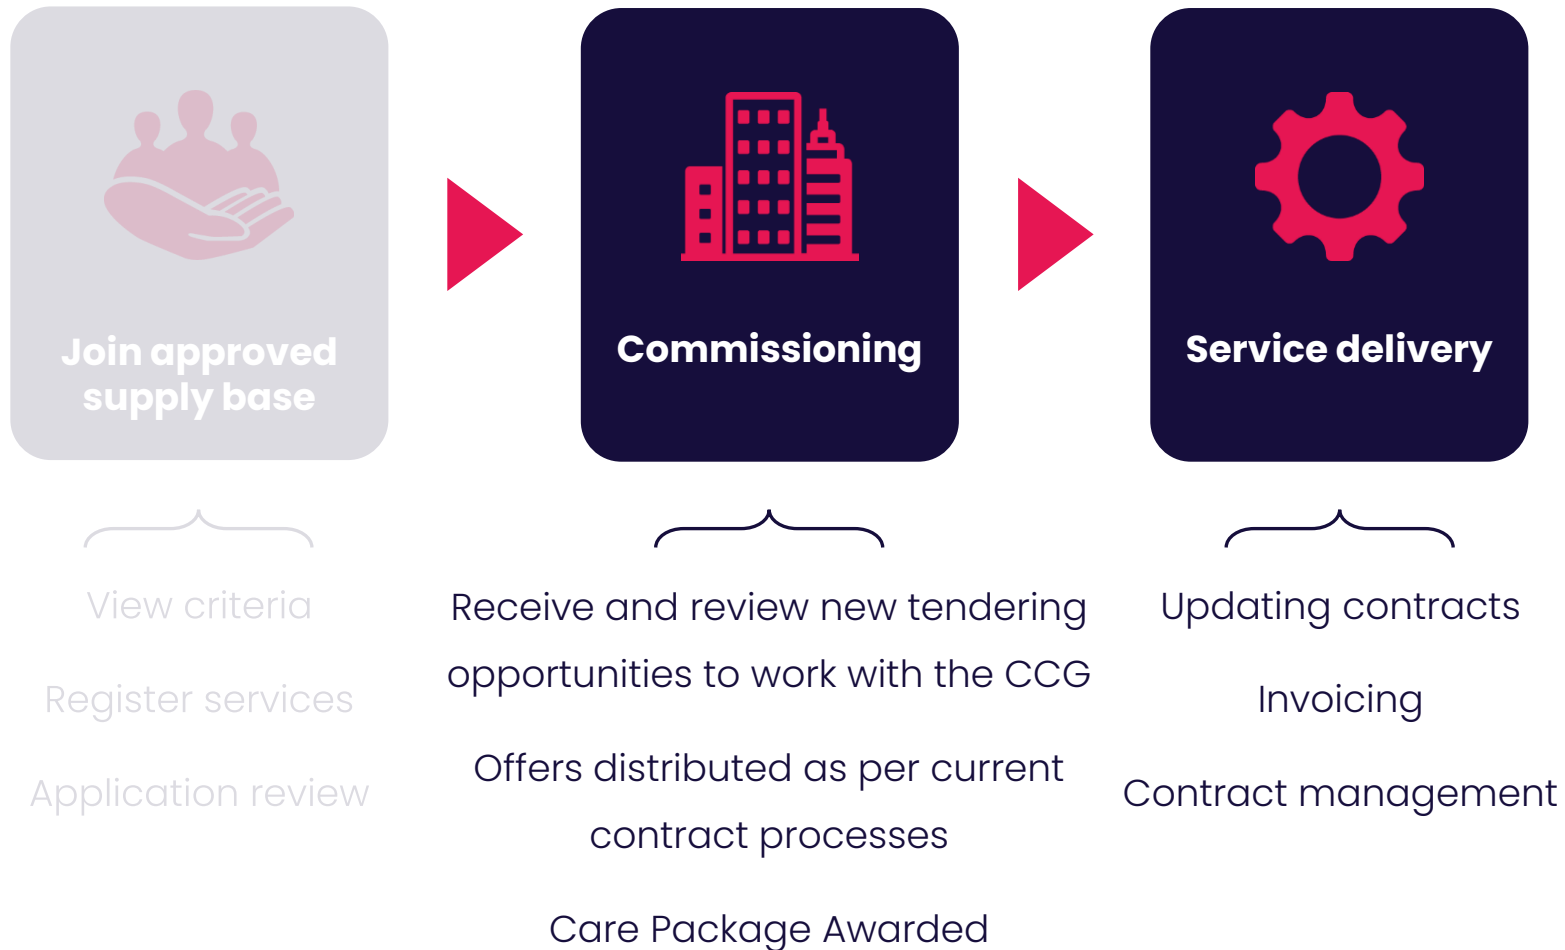 Join approved
supply base
Commissioning
Service delivery
View criteria
Register services
Application review
Receive and review new tendering
opportunities to work with the CCG
Offers distributed as per current
contract processes
Care Package Awarded
Updating contracts
Invoicing
Contract management